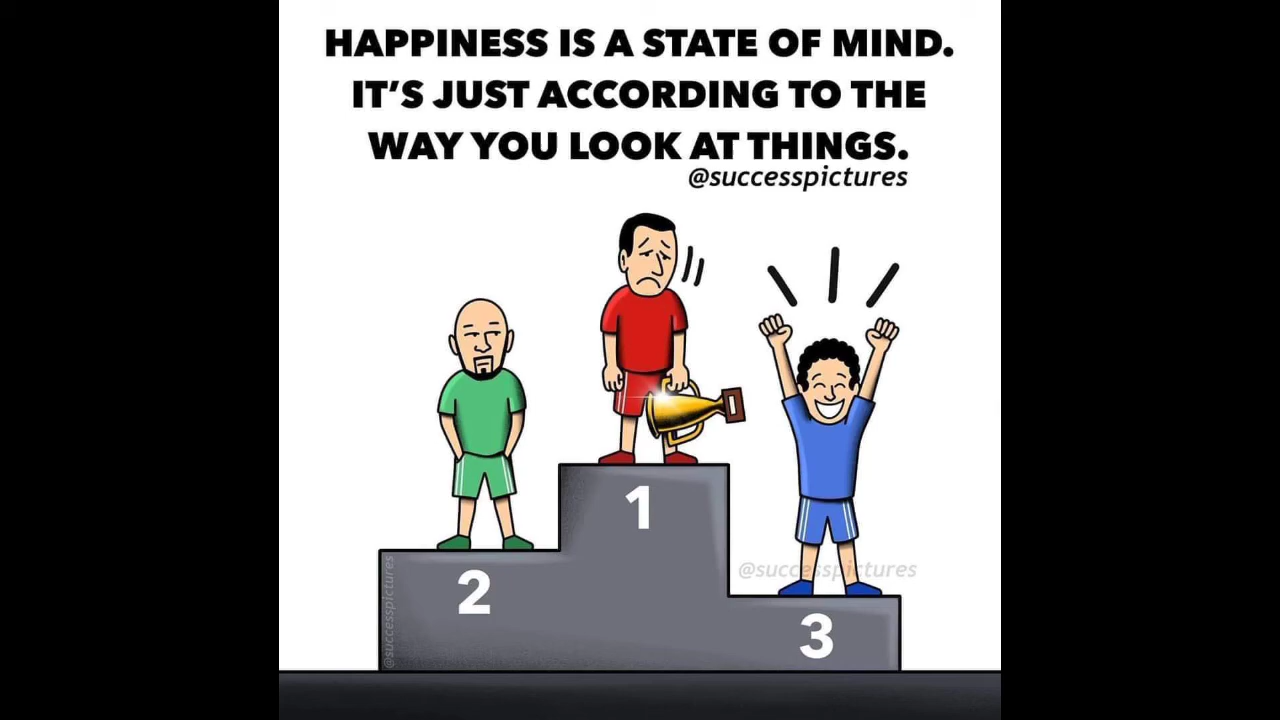 HAPPINESS IS A STATE OF MIND.
IT'S JUST ACCORDING TO THE
WAY YOU LOOK AT THINGS.
@successpictures
1
2
@successpictures
3
@successpictures